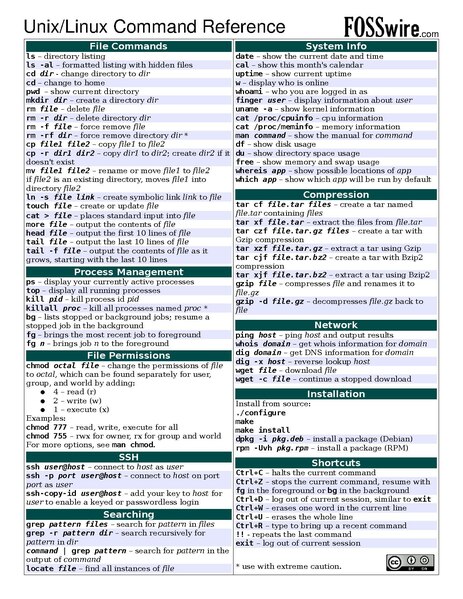 Unix/Linux Command Reference
FOSSwire.com
File Commands
ls – directory listing
ls -al – formatted listing with hidden files
cd dir - change directory to dir
cd – change to home
pwd – show current directory
mkdir dir – create a directory dir
rm file – delete file
rm -r dir – delete directory dir
rm -f file – force remove file
rm -rf dir – force remove directory dir *
cp file1 file2 – copy file1 to file2
cp -r dir1 dir2 – copy dir1 to dir2; create dir2 if it
doesn't exist
mv file1 file2 – rename or move file1 to file2
if file2 is an existing directory, moves file1 into
directory file2
ln -s file link – create symbolic link link to file
touch file – create or update file
cat > file – places standard input into file
more file – output the contents of file
head file – output the first 10 lines of file
tail file – output the last 10 lines of file
tail -f file – output the contents of file as it
grows, starting with the last 10 lines
Process Management
ps – display your currently active processes
top – display all running processes
kill pid – kill process id pid
killall proc – kill all processes named proc *
bg – lists stopped or background jobs; resume a
stopped job in the background
fg – brings the most recent job to foreground
fg n – brings job n to the foreground
File Permissions
chmod octal file – change the permissions of file
to octal, which can be found separately for user,
group, and world by adding:
● 4 – read (r)
● 2 – write (w)
● 1 – execute (x)
Examples:
chmod 777 – read, write, execute for all
chmod 755 – rwx for owner, rx for group and world
For more options, see man chmod.
SSH
ssh user@host – connect to host as user
ssh -p port user@host – connect to host on port
port as user
ssh-copy-id user@host – add your key to host for
user to enable a keyed or passwordless login
Searching
grep pattern files – search for pattern in files
grep -r pattern dir – search recursively for
pattern in dir
command | grep pattern – search for pattern in the
output of command
locate file – find all instances of file
System Info
date – show the current date and time
cal – show this month's calendar
uptime – show current uptime
w – display who is online
whoami – who you are logged in as
finger user – display information about user
uname -a – show kernel information
cat /proc/cpuinfo – cpu information
cat /proc/meminfo – memory information
man command – show the manual for command
df – show disk usage
du – show directory space usage
free – show memory and swap usage
whereis app – show possible locations of app
which app – show which app will be run by default
Compression
tar cf file.tar files – create a tar named
file.tar containing files
tar xf file.tar – extract the files from file.tar
tar czf file.tar.gz files – create a tar with
Gzip compression
tar xzf file.tar.gz – extract a tar using Gzip
tar cjf file.tar.bz2 – create a tar with Bzip2
compression
tar xjf file.tar.bz2 – extract a tar using Bzip2
gzip file – compresses file and renames it to
file.gz
gzip -d file.gz – decompresses file.gz back to
file
Network
ping host – ping host and output results
whois domain – get whois information for domain
dig domain – get DNS information for domain
dig -x host – reverse lookup host
wget file – download file
wget -c file – continue a stopped download
Installation
Install from source:
./configure
make
make install
dpkg -i pkg.deb – install a package (Debian)
rpm -Uvh pkg.rpm – install a package (RPM)
Shortcuts
Ctrl+C – halts the current command
Ctrl+Z – stops the current command, resume with
fg in the foreground or bg in the background
Ctrl+D – log out of current session, similar to exit
Ctrl+W – erases one word in the current line
Ctrl+U – erases the whole line
Ctrl+R – type to bring up a recent command
!! - repeats the last command
exit – log out of current session
* use with extreme caution.